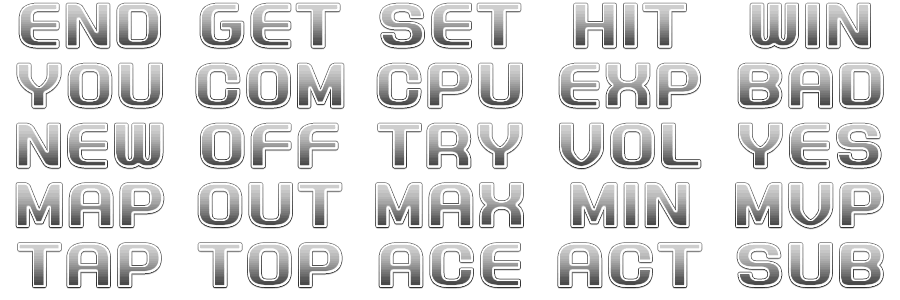 END GET SET HIT WIN
YOU COM CPU EXP BAD
NEW OFF TRY VOL YES
MAP OUT MAX MIN MVP
TAP TOP ACE ACT SUB